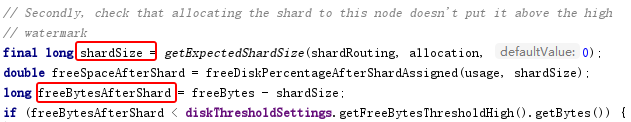 // Secondly, check that allocating the shard to this node doesn't put it above the high
// watermark
final long shardSize = getExpectedShardSize(shardRouting, allocation, defaultValue: 0);
double freeSpaceAfterShard = freeDiskPercentageAfterShardAssigned(usage, shardSize);
long freeBytesAfterShard = freeBytes - shardSize;
if (freeBytesAfterShard < diskThresholdSettings.getFreeBytesThresholdHigh().getBytes()) {